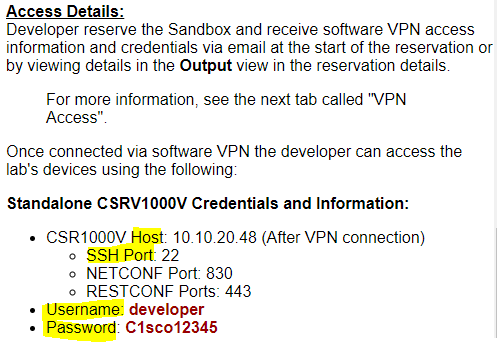 Access Details:
Developer reserve the Sandbox and receive software VPN access
information and credentials via email at the start of the reservation or
by viewing details in the Output view in the reservation details.
For more information, see the next tab called "VPN
Access".
Once connected via software VPN the developer can access the
lab's devices using the following:
Standalone CSRV1000V Credentials and Information:
• CSR1000V Host: 10.10.20.48 (After VPN connection)
○ SSH Port: 22
○ NETCONF Port: 830
○ RESTCONF Ports: 443
• Username: developer
• Password: C1sco12345